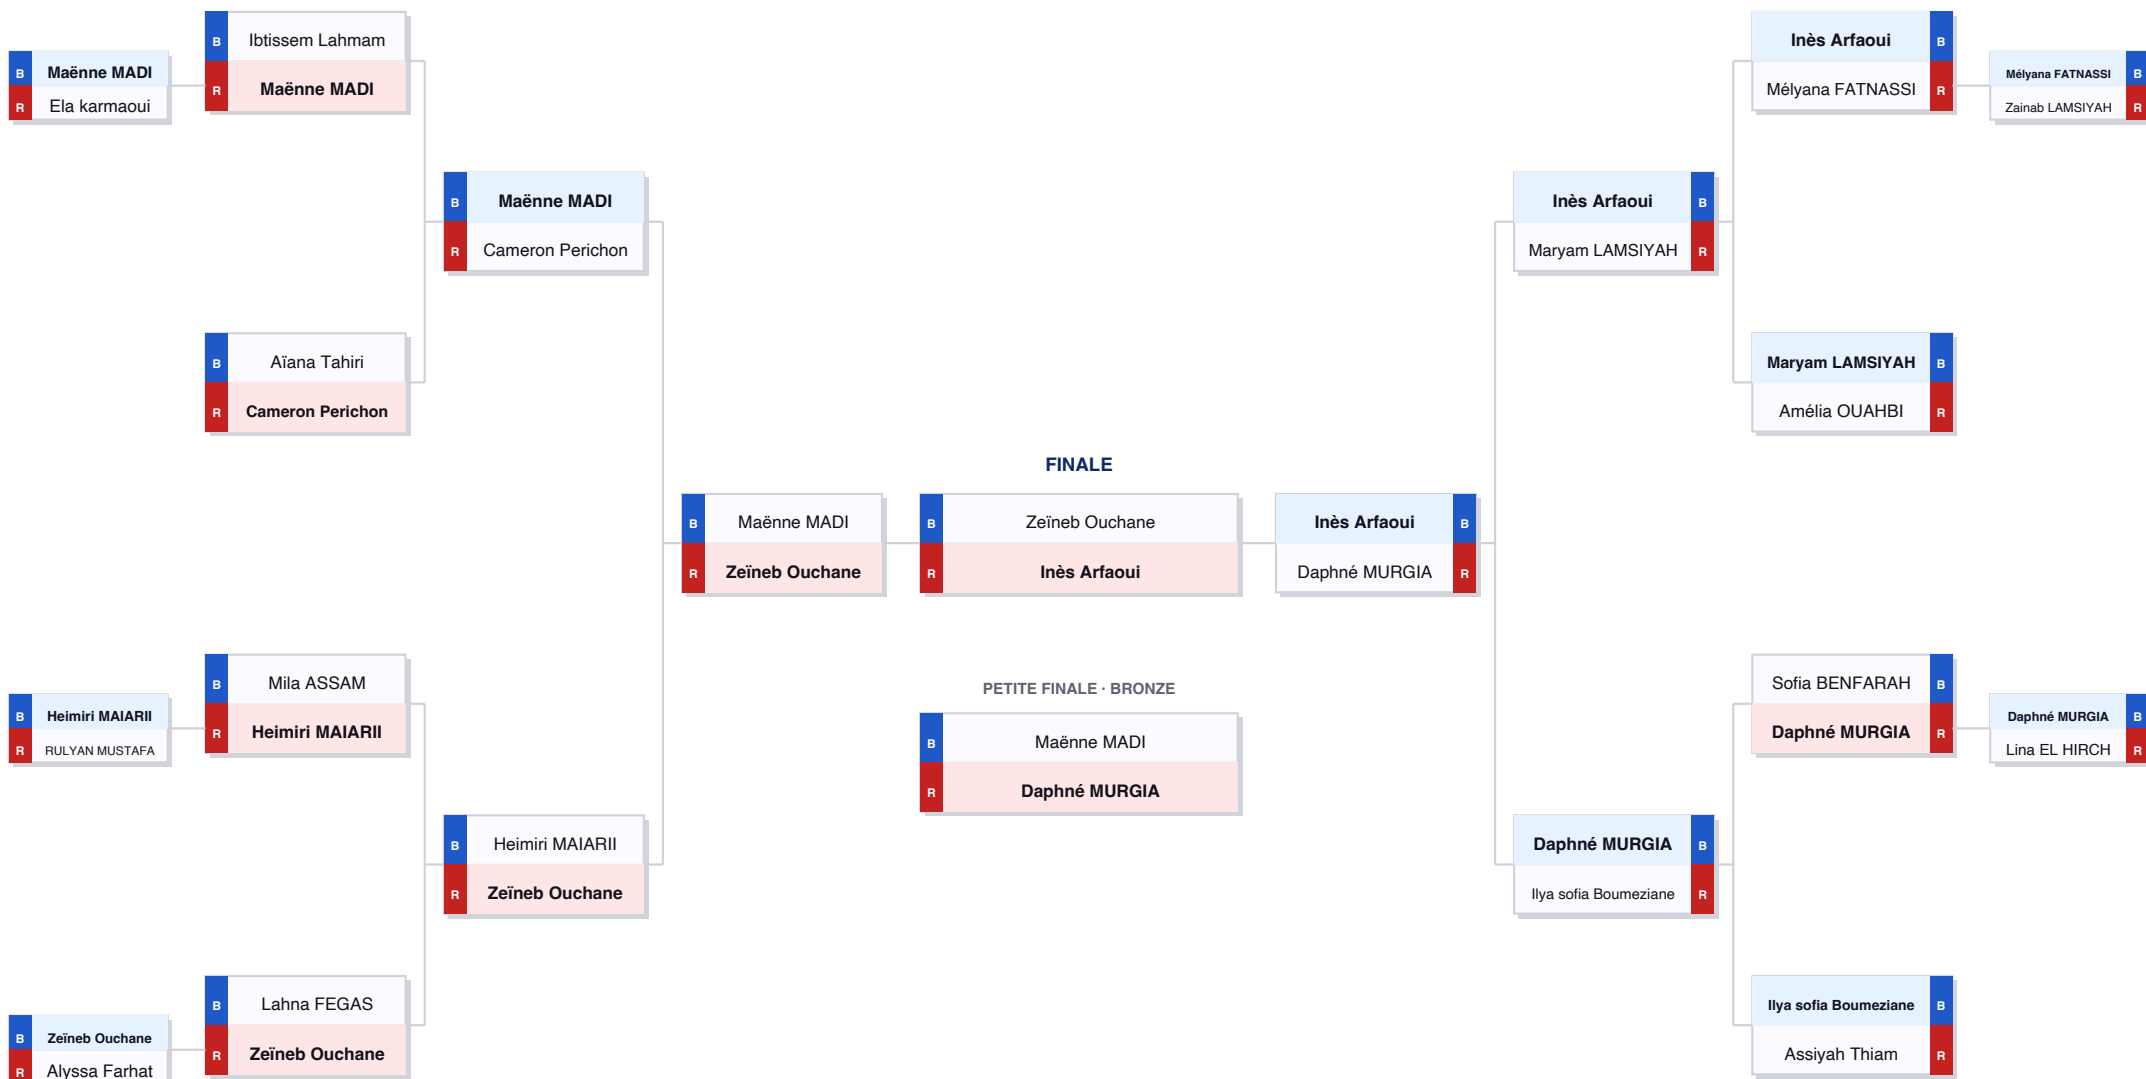 B Maënne MADI
R Ela karmaoui
B Heimiri MAIARII
R RULYAN MUSTAFA
B Zeïneb Ouchane
R Alyssa Farhat
B Ibtissem Lahmam
R Maënne MADI
B Aïana Tahiri
R Cameron Perichon
B Mila ASSAM
R Heimiri MAIARII
B Lahna FEGAS
R Zeïneb Ouchane
B Maënne MADI
R Cameron Perichon
B Heimiri MAIARII
R Zeïneb Ouchane
B Maënne MADI
R Zeïneb Ouchane
FINALE
B Zeïneb Ouchane
R Inès Arfaoui
PETITE FINALE · BRONZE
B Maënne MADI
R Daphné MURGIA
Inès Arfaoui B
Daphné MURGIA R
Inès Arfaoui B
Maryam LAMSIYAH R
Daphné MURGIA B
Ilya sofia Boumeziane R
Inès Arfaoui B
Mélyana FATNASSI R
Maryam LAMSIYAH B
Amélia OUAHBI R
Sofia BENFARAH B
Daphné MURGIA R
Ilya sofia Boumeziane B
Assiyah Thiam R
Mélyana FATNASSI B
Zainab LAMSIYAH R
Daphné MURGIA B
Lina EL HIRCH R